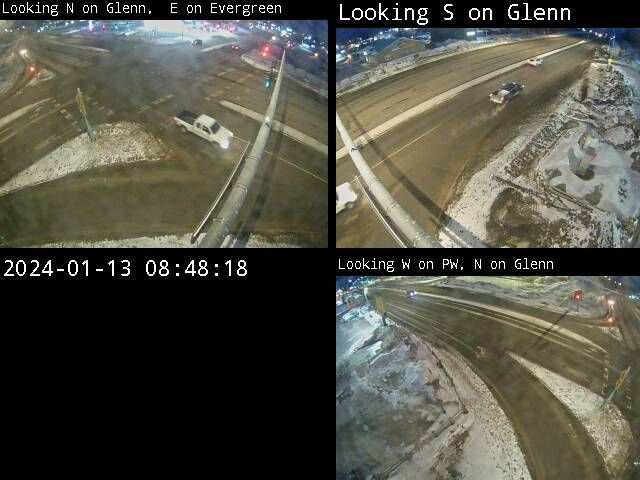 Looking N on Glenn,  E on Evergreen
Looking S on Glenn
2024-01-13 08:48:18
Looking W on PW, N on Glenn